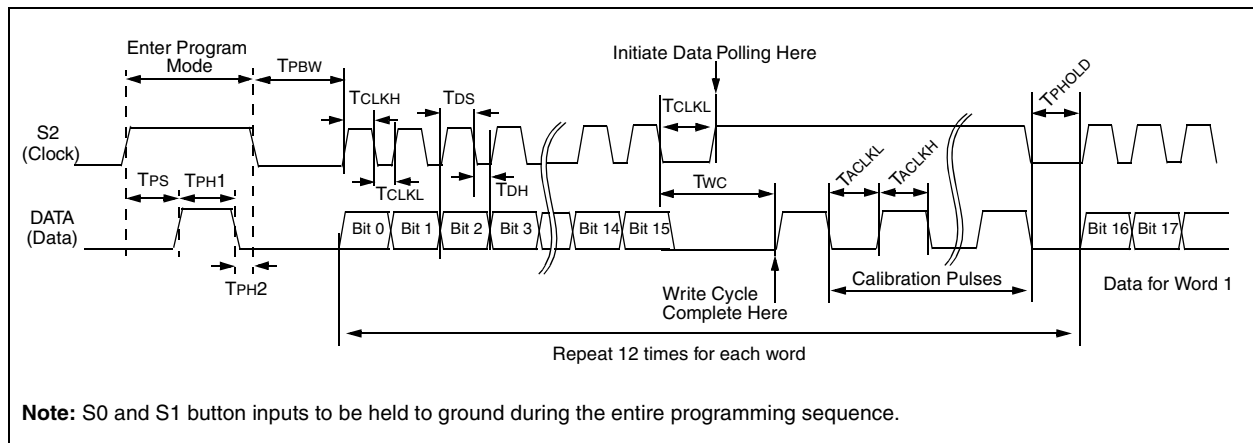 Enter Program
Mode
TPBW
Initiate Data Polling Here
TPHOLD
TCLKH
TDS
TCLKL
S2
(Clock)
TPS
TPH1
TCLKL
TDH
TWC
TACLKL
TACLKH
DATA
(Data)
Bit 0
Bit 1
Bit 2
Bit 3
Bit 14
Bit 15
Bit 16
Bit 17
TPH2
Calibration Pulses
Data for Word 1
Write Cycle
Complete Here
Repeat 12 times for each word
Note: S0 and S1 button inputs to be held to ground during the entire programming sequence.